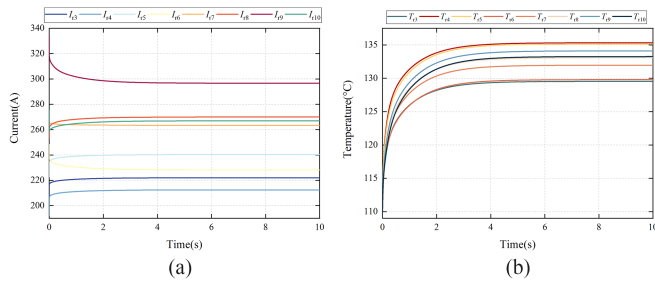 I_r3 I_r4 I_r5 I_r6 I_r7 I_r8 I_r9 I_r10
340
320
300
280
260
240
220
200
Current(A)
0 2 4 6 8 10
Time(s)
(a)
T_r3 T_r4 T_r5 T_r6 T_r7 T_r8 T_r9 T_r10
135
130
125
120
115
110
Temperature(°C)
0 2 4 6 8 10
Time(s)
(b)